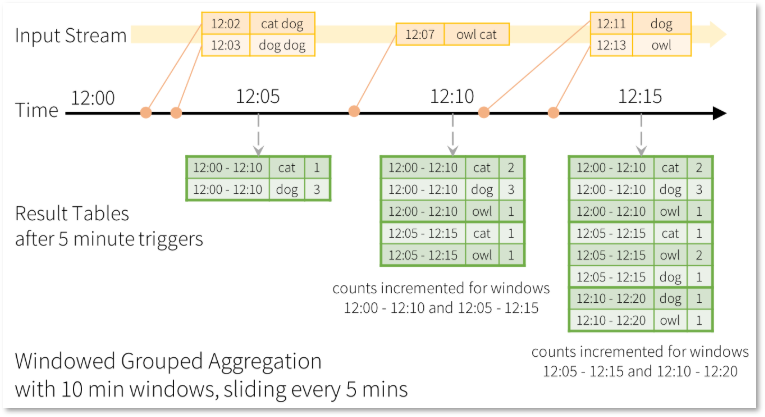 Input Stream
12:02 cat dog
12:03 dog dog
12:07 owl cat
12:11 dog
12:13 owl
Time
12:00
12:05
12:10
12:15
Result Tables
after 5 minute triggers
12:00 - 12:10 cat 1
12:00 - 12:10 dog 3
12:00 - 12:10 cat 2
12:00 - 12:10 dog 3
12:00 - 12:10 owl 1
12:05 - 12:15 cat 1
12:05 - 12:15 owl 1
counts incremented for windows
12:00 - 12:10 and 12:05 - 12:15
12:00 - 12:10 cat 2
12:00 - 12:10 dog 3
12:00 - 12:10 owl 1
12:05 - 12:15 cat 1
12:05 - 12:15 owl 2
12:05 - 12:15 dog 1
12:10 - 12:20 dog 1
12:10 - 12:20 owl 1
counts incremented for windows
12:05 - 12:15 and 12:10 - 12:20
Windowed Grouped Aggregation
with 10 min windows, sliding every 5 mins